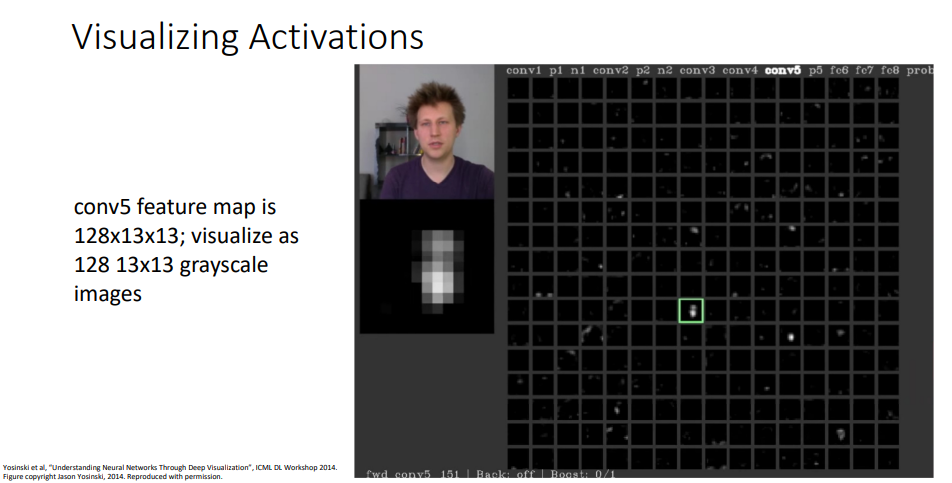 Visualizing Activations
conv1 p1 n1 conv2 p2 n2 conv3 conv4 conv5 p5 fc6 fc7 fc8 prob
conv5 feature map is
128x13x13; visualize as
128 13x13 grayscale
images
Yosinski et al, "Understanding Neural Networks Through Deep Visualization", ICML DL Workshop 2014.
Figure copyright Jason Yosinski, 2014. Reproduced with permission.
fwd conv5_151 | Back: off | Boost: 0/1